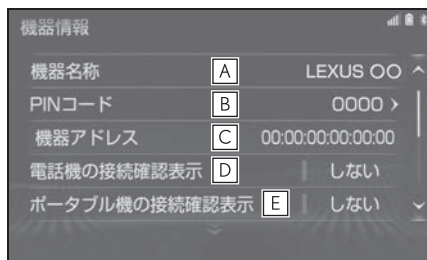 機器情報
機器名称 A LEXUS ○○
PINコード B 0000 >
機器アドレス C 00:00:00:00:00:00
電話機の接続確認表示 D しない
ポータブル機の接続確認表示 E しない